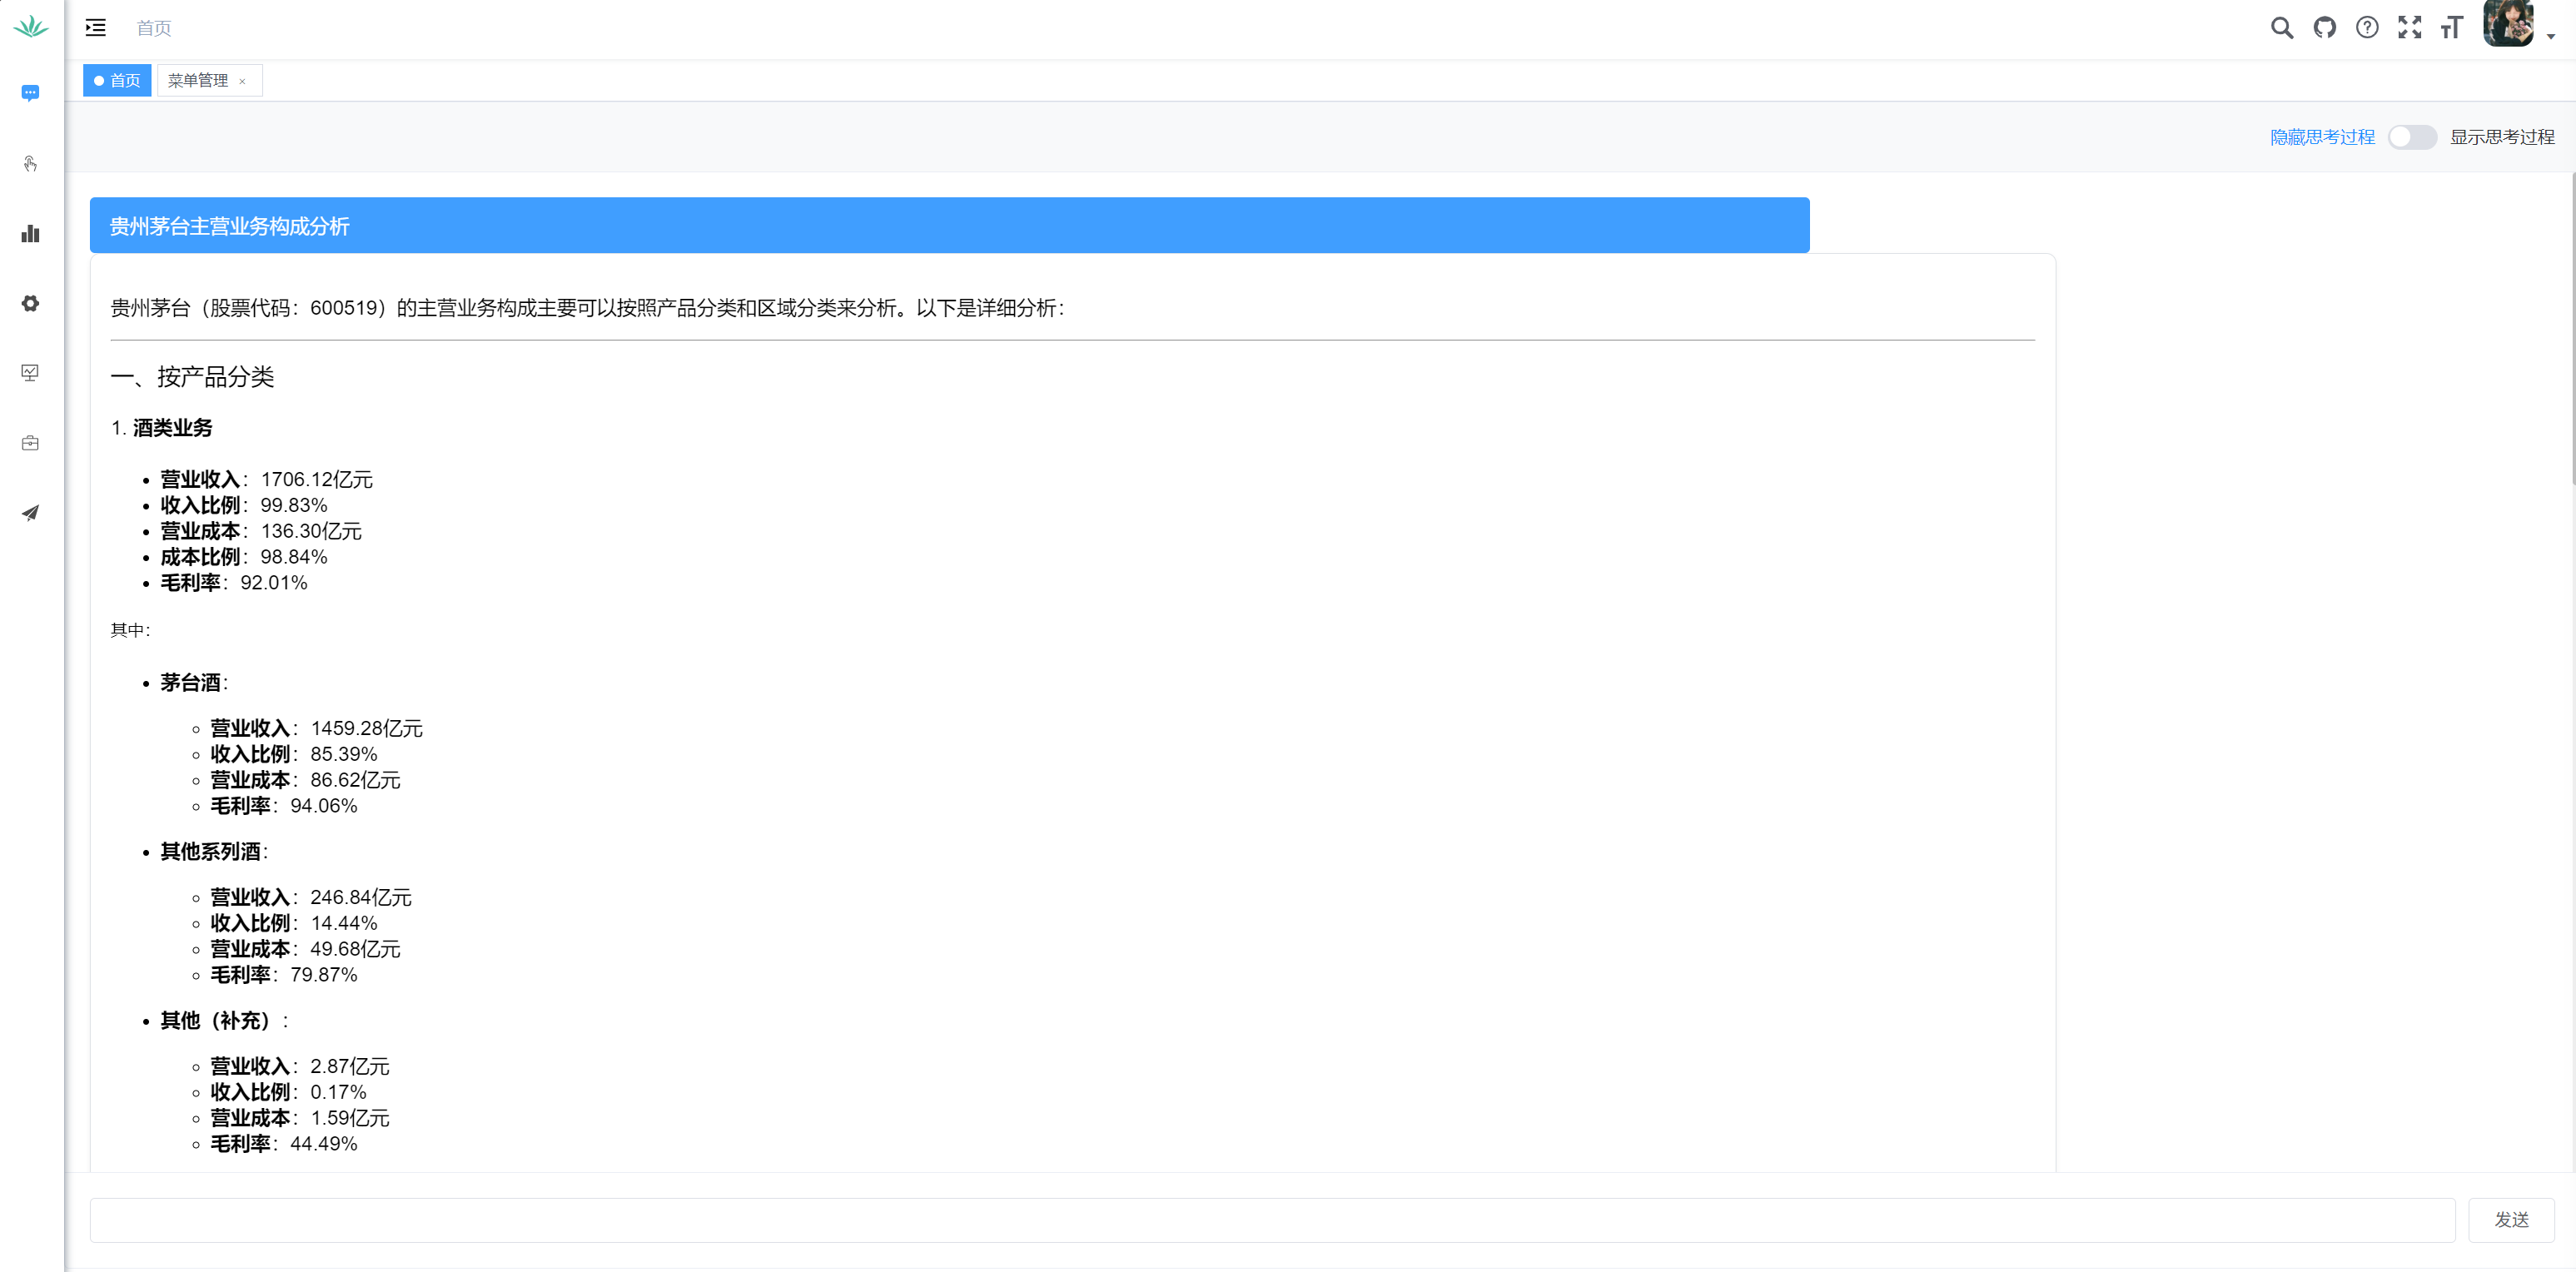 首页
首页
菜单管理 ×
隐藏思考过程 显示思考过程
贵州茅台主营业务构成分析
贵州茅台（股票代码：600519）的主营业务构成主要可以按照产品分类和区域分类来分析。以下是详细分析：
一、按产品分类
1. 酒类业务
营业收入：1706.12亿元
收入比例：99.83%
营业成本：136.30亿元
成本比例：98.84%
毛利率：92.01%
其中：
茅台酒：
营业收入：1459.28亿元
收入比例：85.39%
营业成本：86.62亿元
毛利率：94.06%
其他系列酒：
营业收入：246.84亿元
收入比例：14.44%
营业成本：49.68亿元
毛利率：79.87%
其他（补充）：
营业收入：2.87亿元
收入比例：0.17%
营业成本：1.59亿元
毛利率：44.49%
发送